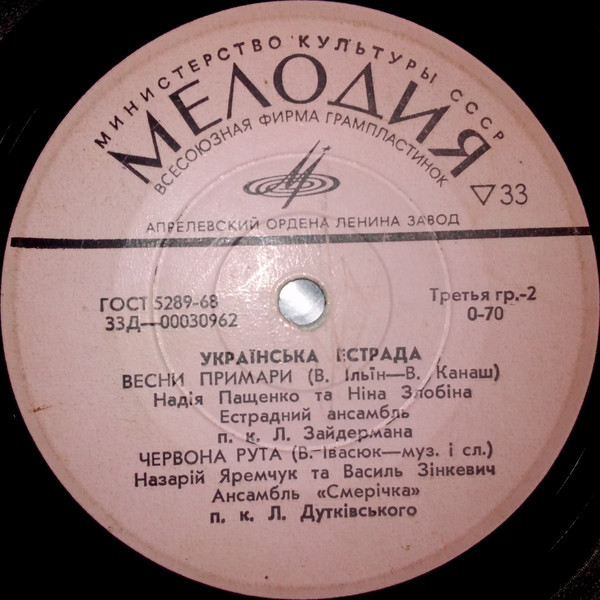 МИНИСТЕРСТВО КУЛЬТУРЫ СССР
МЕЛОДИЯ
ВСЕСОЮЗНАЯ ФИРМА ГРАМПЛАСТИНОК
▽33
АПРЕЛЕВСКИЙ ОРДЕНА ЛЕНИНА ЗАВОД
ГОСТ 5289-68
Третья гр.-2
33Д—00030962
0-70
УКРАЇНСЬКА ЕСТРАДА
ВЕСНИ ПРИМАРИ (В. Ільїн—В. Канаш)
Надія Пащенко та Ніна Злобіна
Естрадний ансамбль
п. к. Л. Зайдермана
ЧЕРВОНА РУТА (В. Івасюк—муз. і сл.)
Назарій Яремчук та Василь Зінкевич
Ансамбль «Смерічка»
п. к. Л. Дутківського